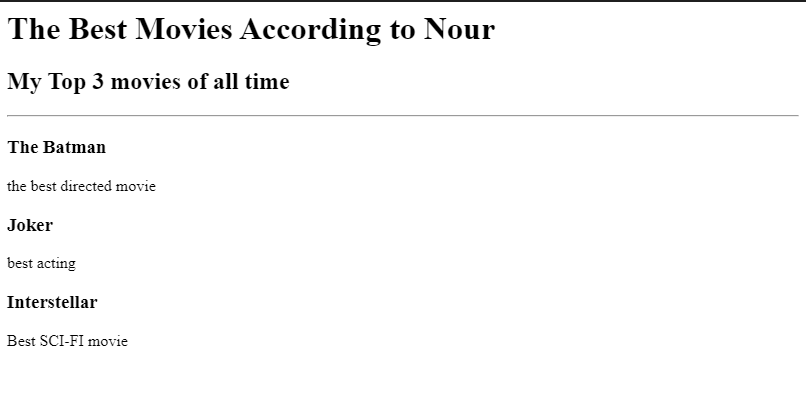 The Best Movies According to Nour
My Top 3 movies of all time
The Batman
the best directed movie
Joker
best acting
Interstellar
Best SCI-FI movie